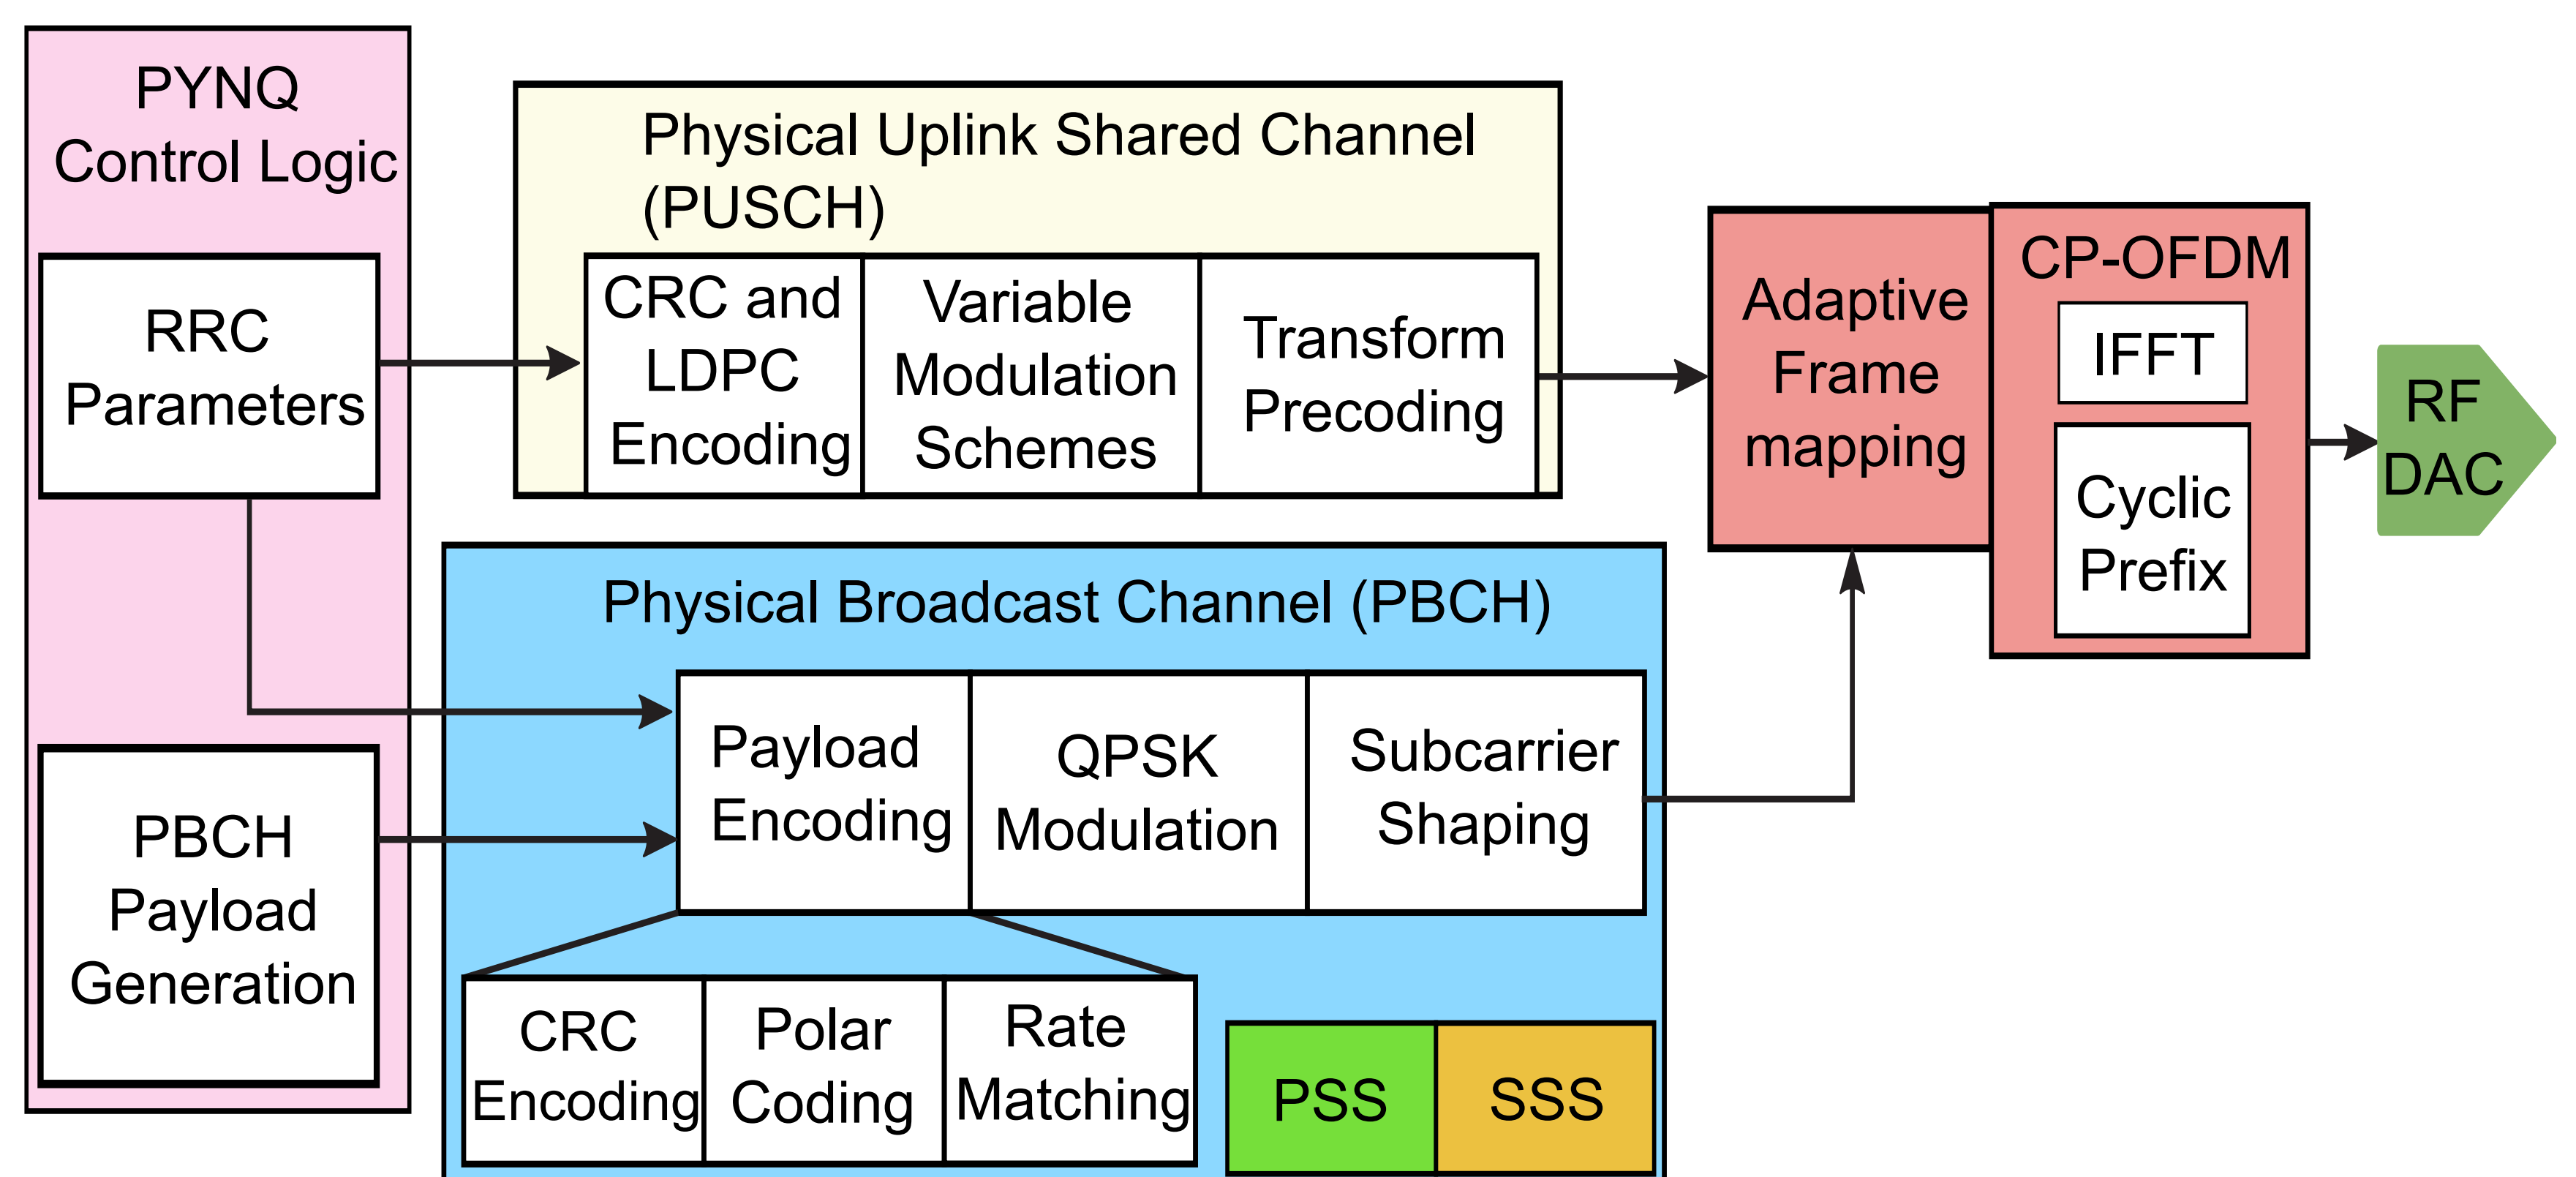 PYNQ
Control Logic
RRC
Parameters
PBCH
Payload
Generation
Physical Uplink Shared Channel
(PUSCH)
CRC and
LDPC
Encoding
Variable
Modulation
Schemes
Transform
Precoding
Physical Broadcast Channel (PBCH)
Payload
Encoding
QPSK
Modulation
Subcarrier
Shaping
CRC
Encoding
Polar
Coding
Rate
Matching
PSS
SSS
Adaptive
Frame
mapping
CP-OFDM
IFFT
Cyclic
Prefix
RF
DAC